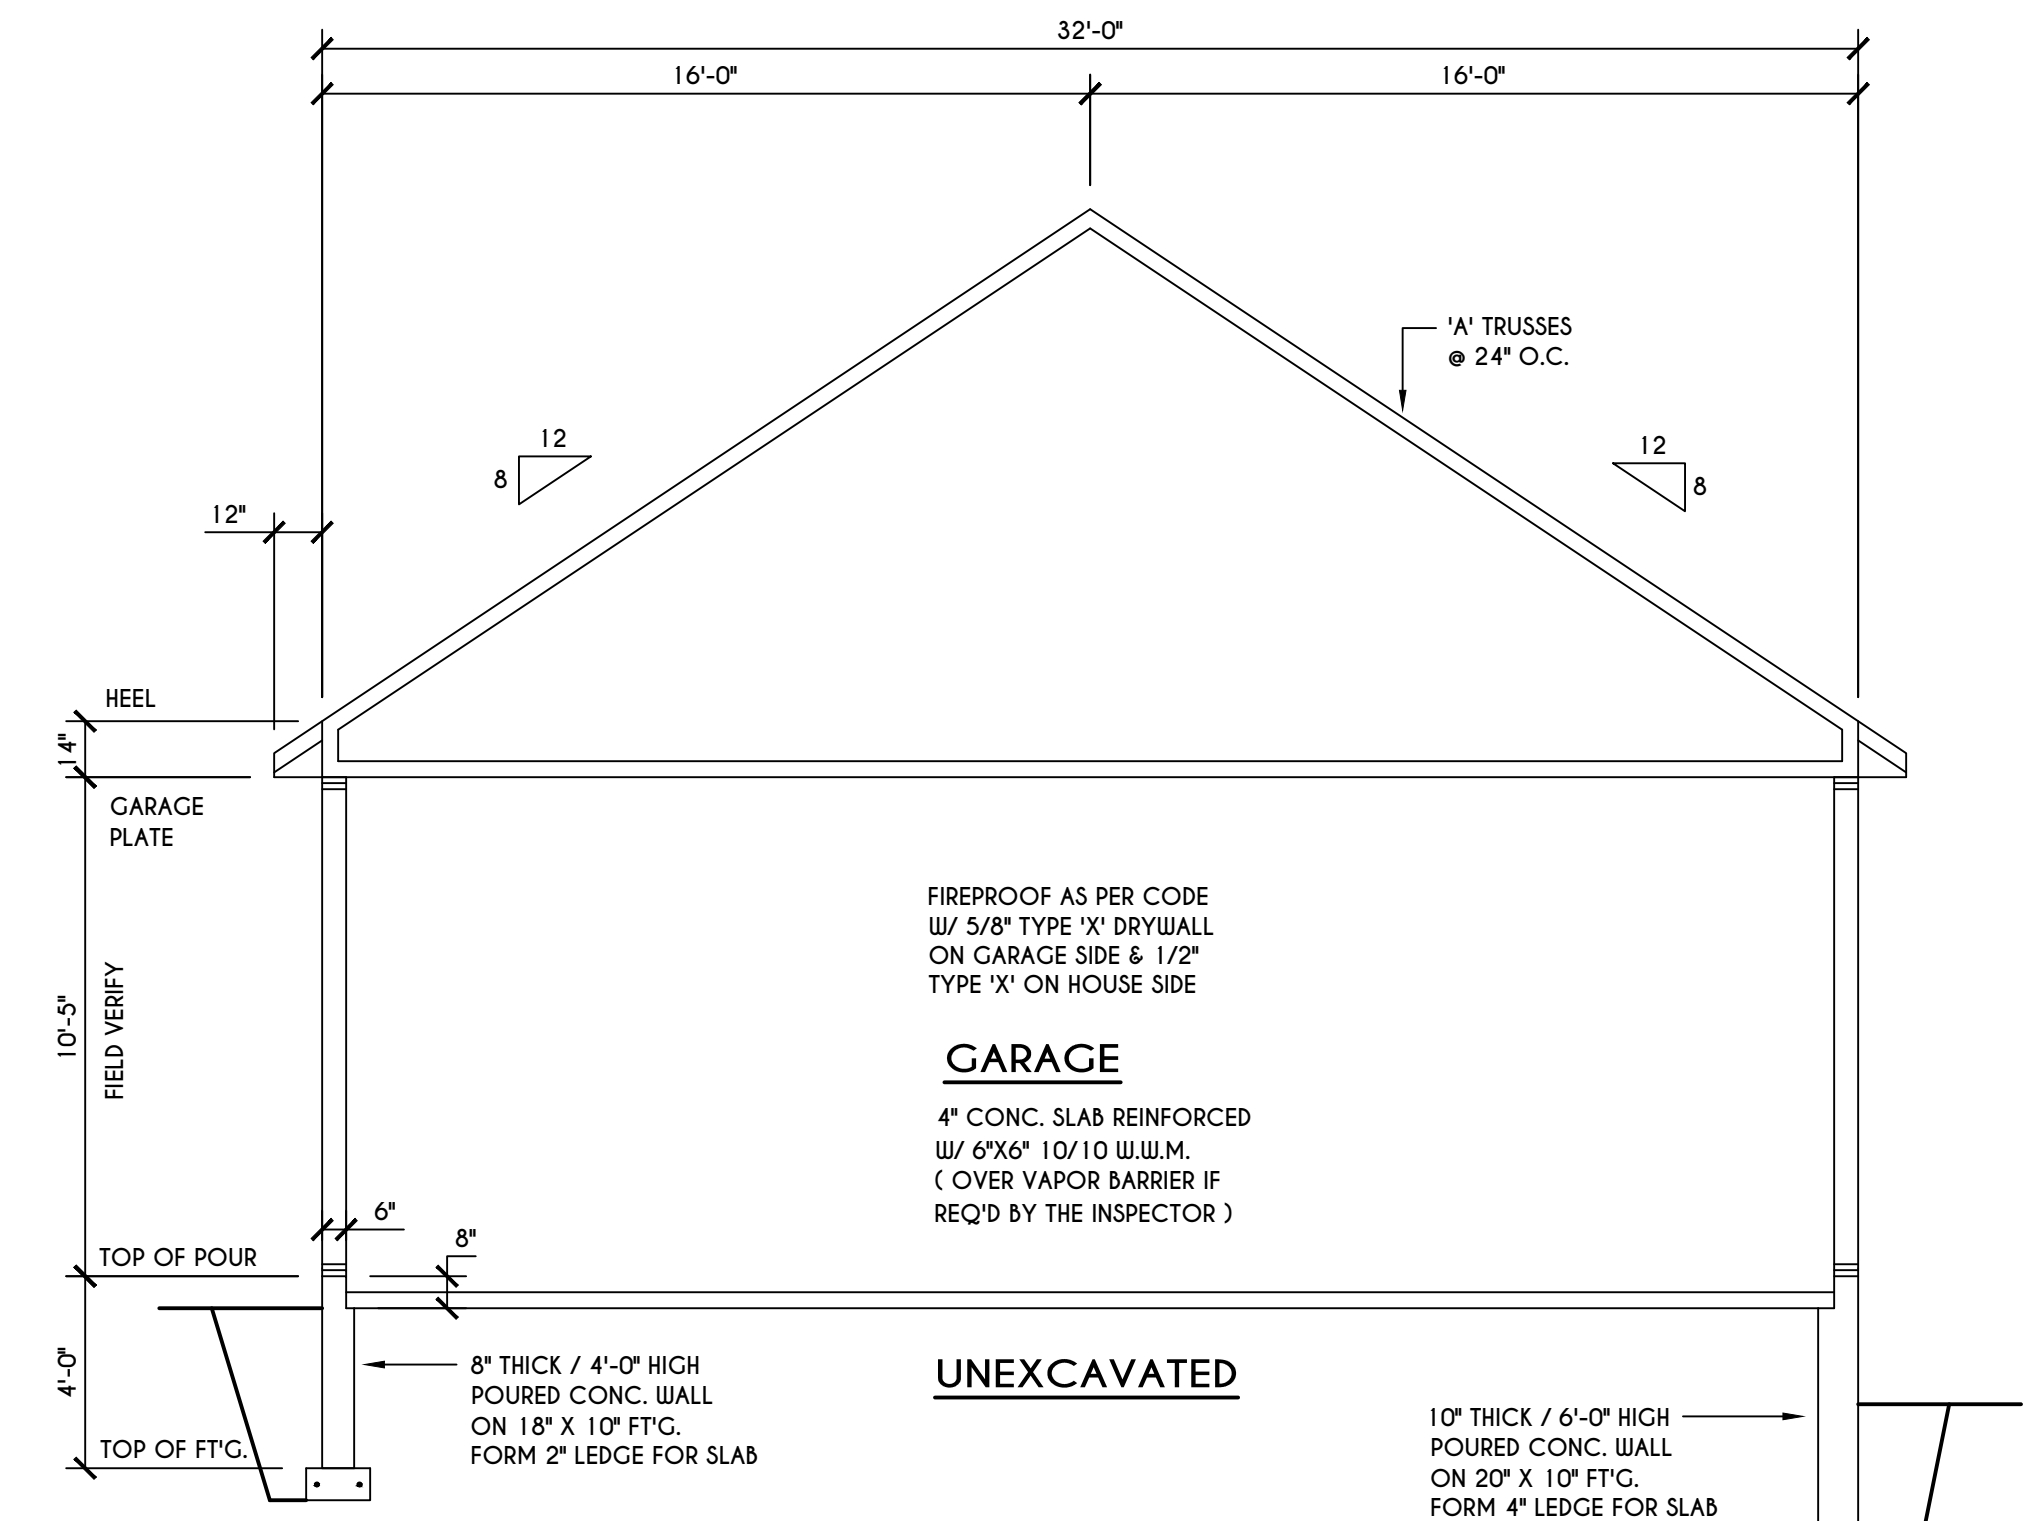 32'-0"
16'-0"
16'-0"
'A' TRUSSES
@ 24" O.C.
12
8
12
8
12"
HEEL
14"
GARAGE
PLATE
FIREPROOF AS PER CODE
W/ 5/8" TYPE 'X' DRYWALL
ON GARAGE SIDE & 1/2"
TYPE 'X' ON HOUSE SIDE
10'-5"
FIELD VERIFY
GARAGE
4" CONC. SLAB REINFORCED
W/ 6"X6" 10/10 W.W.M.
( OVER VAPOR BARRIER IF
REQ'D BY THE INSPECTOR )
6"
8"
TOP OF POUR
4'-0"
8" THICK / 4'-0" HIGH
POURED CONC. WALL
ON 18" X 10" FT'G.
FORM 2" LEDGE FOR SLAB
UNEXCAVATED
TOP OF FT'G.
10" THICK / 6'-0" HIGH
POURED CONC. WALL
ON 20" X 10" FT'G.
FORM 4" LEDGE FOR SLAB